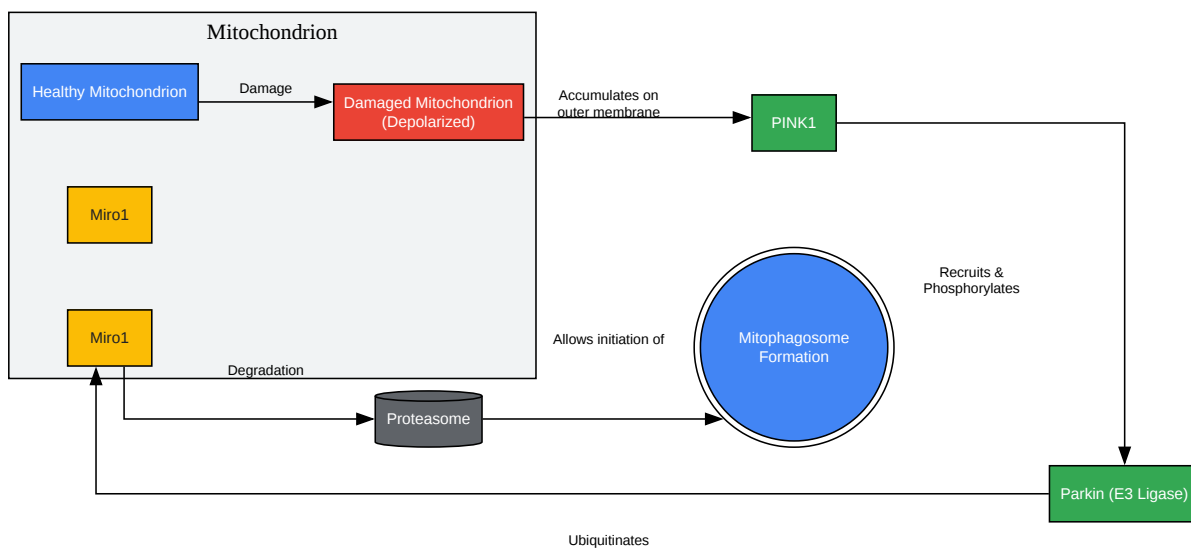 Mitochondrion
Healthy Mitochondrion
Damage
Damaged Mitochondrion
(Depolarized)
Accumulates on
outer membrane
PINK1
Miro1
Recruits &
Phosphorylates
Miro1
Allows initiation of
Mitophagosome
Formation
Degradation
Proteasome
Parkin (E3 Ligase)
Ubiquitinates